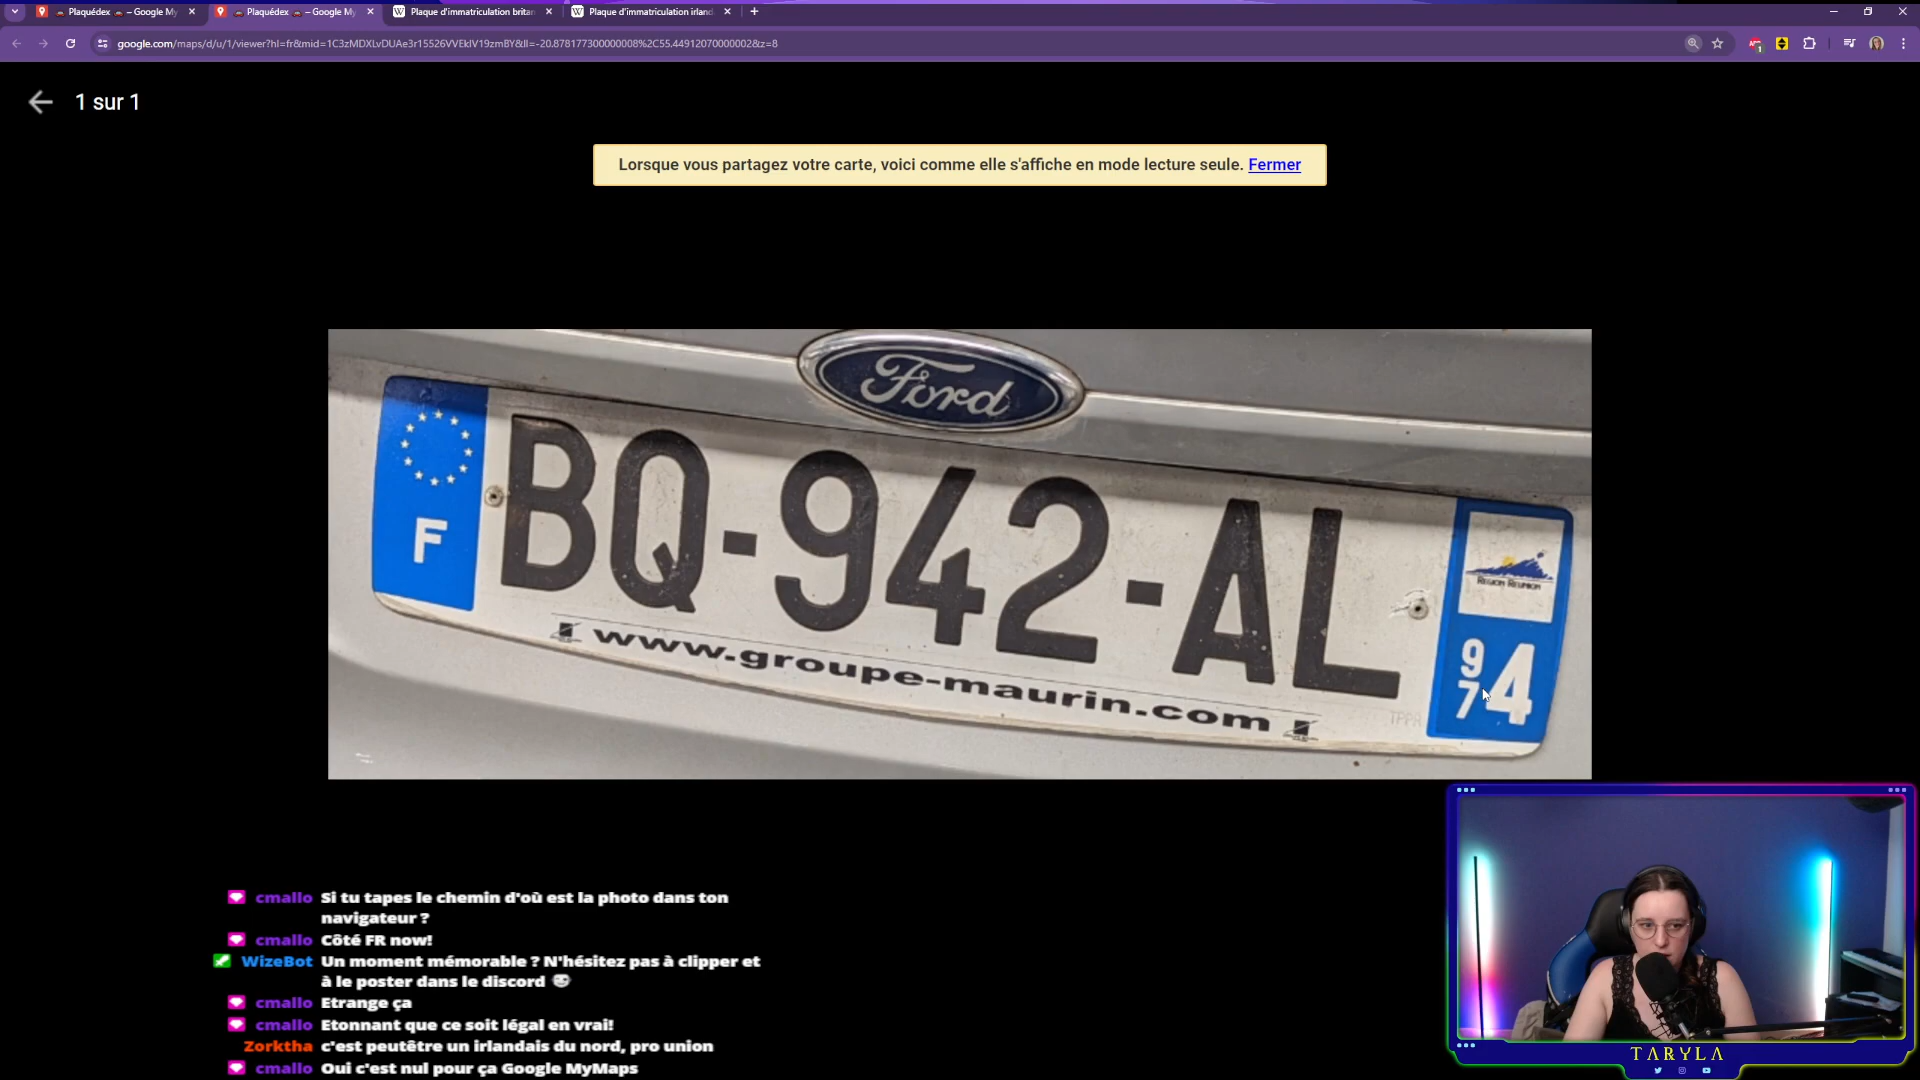 Plaquédex – Google My
Plaquédex – Google My
Plaque d'immatriculation britan
Plaque d'immatriculation irland
google.com/maps/d/u/1/viewer?hl=fr&mid=1C3zMDXLvDUAe3r15526VVEkIV19zmBY&ll=-20.878177300000008%2C55.44912070000002&z=8
1 sur 1
Lorsque vous partagez votre carte, voici comme elle s'affiche en mode lecture seule. Fermer
Ford
F
BQ-942-AL
REGION REUNION
974
www.groupe-maurin.com
TPPR
cmallo Si tu tapes le chemin d'où est la photo dans ton
navigateur ?
cmallo Côté FR now!
WizeBot Un moment mémorable ? N'hésitez pas à clipper et
à le poster dans le discord
cmallo Etrange ça
cmallo Etonnant que ce soit légal en vrai!
Zorktha c'est peutêtre un irlandais du nord, pro union
cmallo Oui c'est nul pour ça Google MyMaps
TARYLA